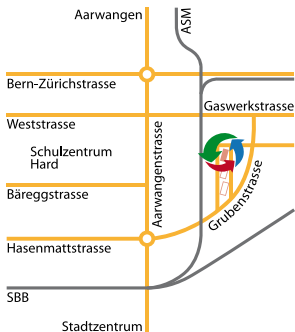 Aarwangen
ASM
Bern-Zürichstrasse
Gaswerkstrasse
Weststrasse
Schulzentrum
Hard
Aarwangenstrasse
Bäreggstrasse
Grubenstrasse
Hasenmattstrasse
SBB
Stadtzentrum